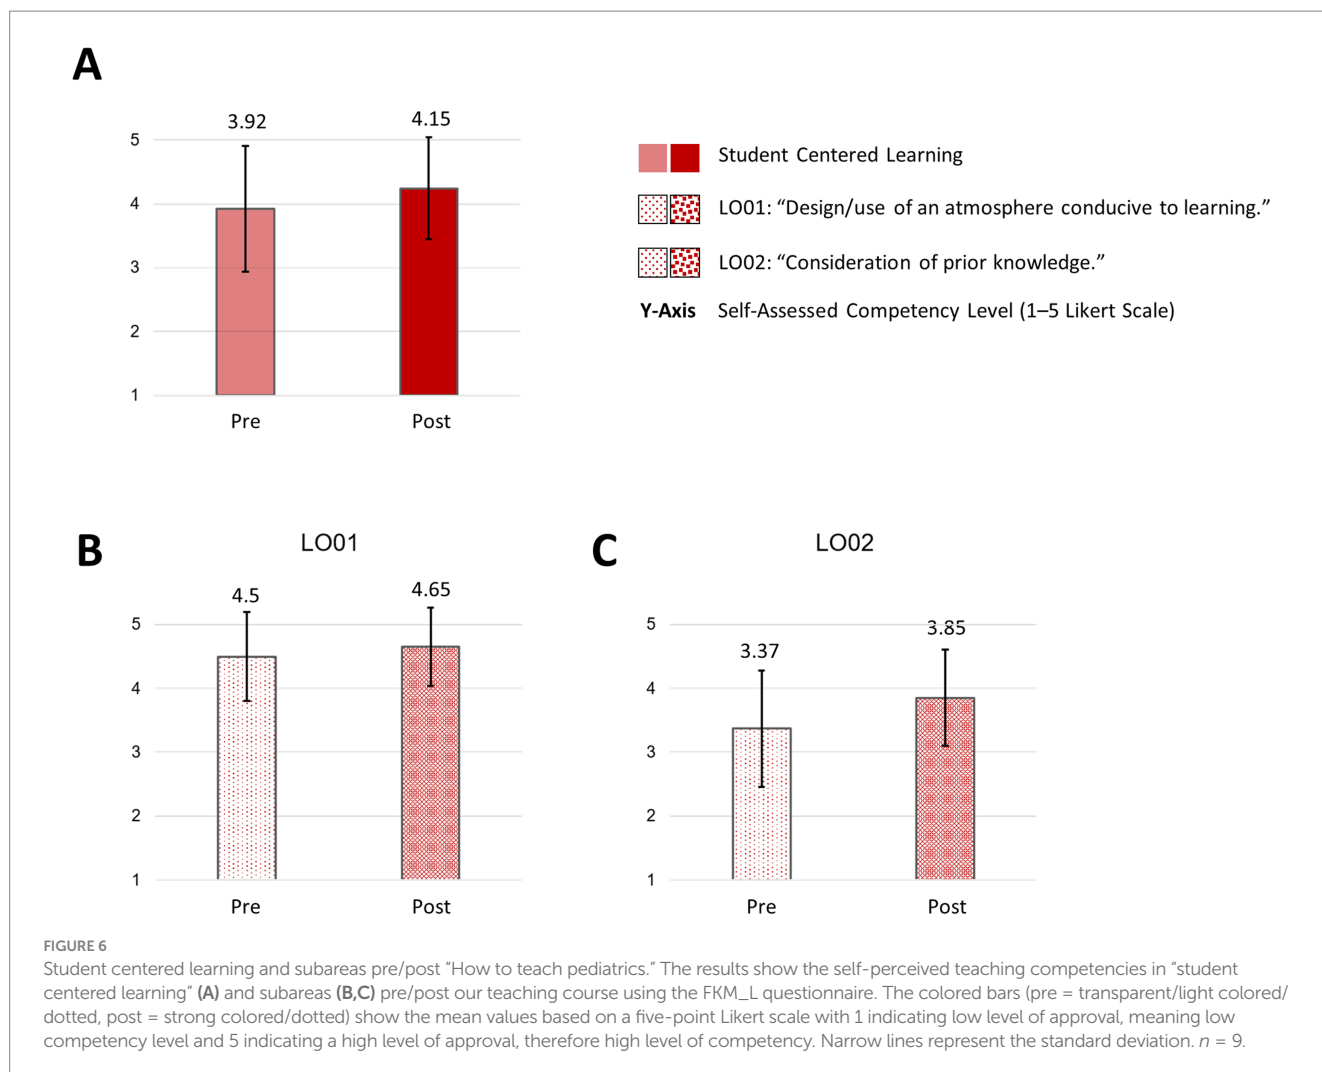 A
3.92
4.15
5
4
3
2
1
Pre
Post
Student Centered Learning
LO01: “Design/use of an atmosphere conducive to learning.”
LO02: “Consideration of prior knowledge.”
Y-Axis Self-Assessed Competency Level (1–5 Likert Scale)
B
LO01
4.5
4.65
5
4
3
2
1
Pre
Post
C
LO02
3.37
3.85
5
4
3
2
1
Pre
Post
FIGURE 6
Student centered learning and subareas pre/post “How to teach pediatrics.” The results show the self-perceived teaching competencies in “student
centered learning” (A) and subareas (B,C) pre/post our teaching course using the FKM_L questionnaire. The colored bars (pre = transparent/light colored/
dotted, post = strong colored/dotted) show the mean values based on a five-point Likert scale with 1 indicating low level of approval, meaning low
competency level and 5 indicating a high level of approval, therefore high level of competency. Narrow lines represent the standard deviation. n = 9.